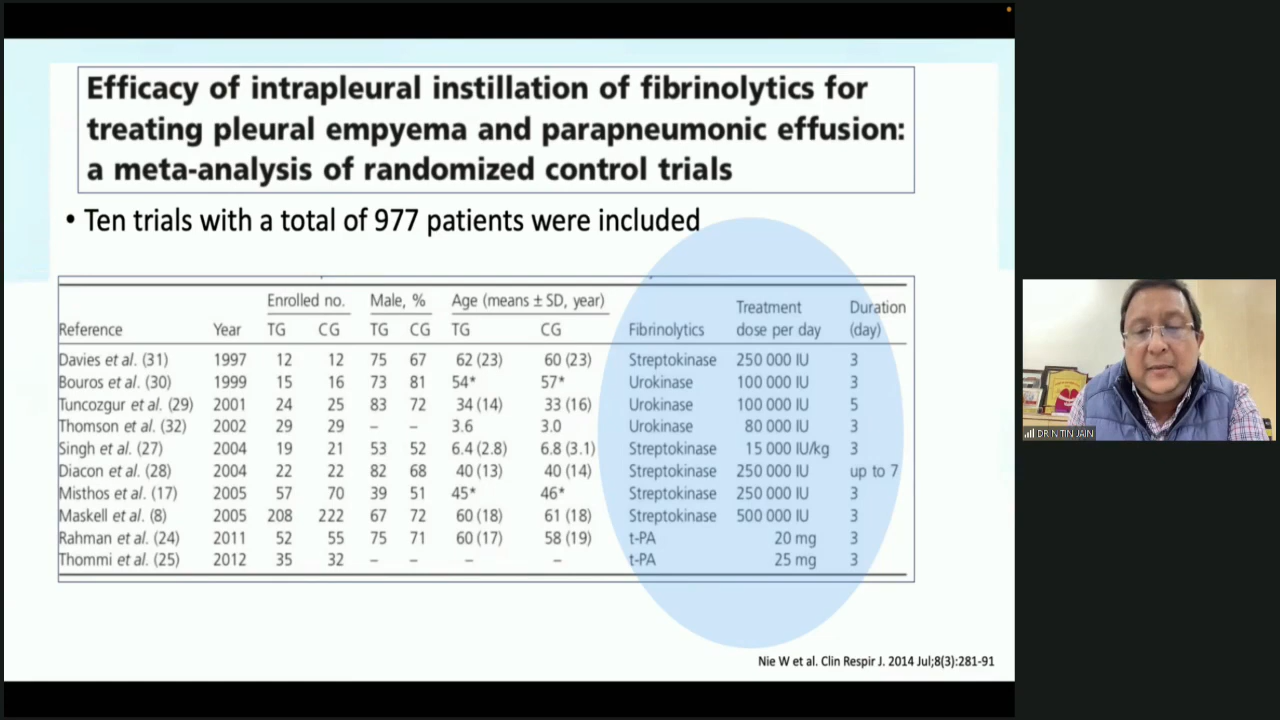 Efficacy of intrapleural instillation of fibrinolytics for
treating pleural empyema and parapneumonic effusion:
a meta-analysis of randomized control trials
• Ten trials with a total of 977 patients were included
Enrolled no. Male, % Age (means ± SD, year) Treatment Duration
Reference Year TG CG TG CG TG CG Fibrinolytics dose per day (day)
Davies et al. (31) 1997 12 12 75 67 62 (23) 60 (23) Streptokinase 250 000 IU 3
Bouros et al. (30) 1999 15 16 73 81 54* 57* Urokinase 100 000 IU 3
Tuncozgur et al. (29) 2001 24 25 83 72 34 (14) 33 (16) Urokinase 100 000 IU 5
Thomson et al. (32) 2002 29 29 – – 3.6 3.0 Urokinase 80 000 IU 3
Singh et al. (27) 2004 19 21 53 52 6.4 (2.8) 6.8 (3.1) Streptokinase 15 000 IU/kg 3
Diacon et al. (28) 2004 22 22 82 68 40 (13) 40 (14) Streptokinase 250 000 IU up to 7
Misthos et al. (17) 2005 57 70 39 51 45* 46* Streptokinase 250 000 IU 3
Maskell et al. (8) 2005 208 222 67 72 60 (18) 61 (18) Streptokinase 500 000 IU 3
Rahman et al. (24) 2011 52 55 75 71 60 (17) 58 (19) t-PA 20 mg 3
Thommi et al. (25) 2012 35 32 – – – – t-PA 25 mg 3
Nie W et al. Clin Respir J. 2014 Jul;8(3):281-91
DR NITIN JAIN